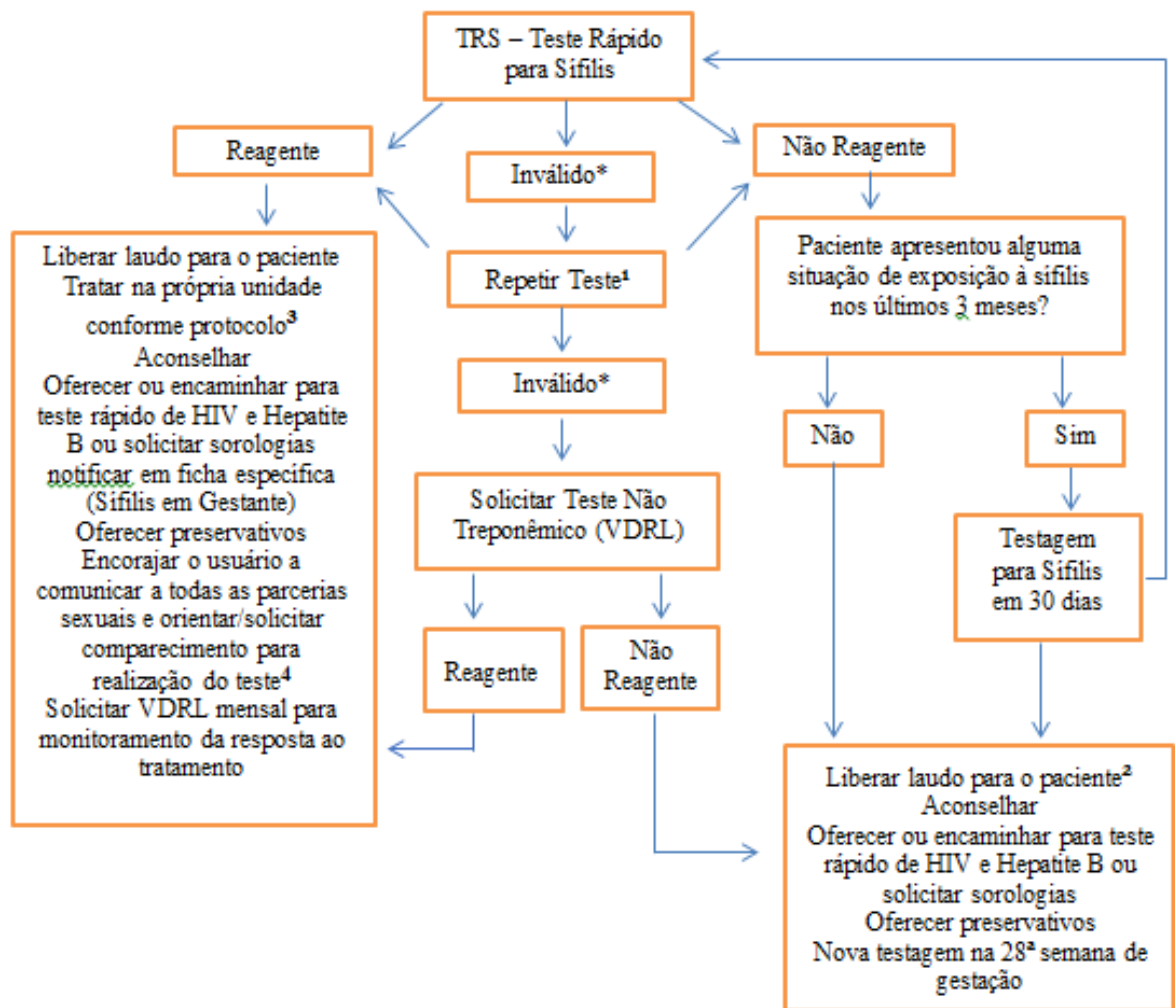 TRS – Teste Rápido
para Sífilis
Reagente
Inválido*
Não Reagente
Liberar laudo para o paciente
Tratar na própria unidade
conforme protocolo³
Aconselhar
Oferecer ou encaminhar para
teste rápido de HIV e Hepatite
B ou solicitar sorologias
notificar em ficha específica
(Sífilis em Gestante)
Oferecer preservativos
Encorajar o usuário a
comunicar a todas as parcerias
sexuais e orientar/solicitar
comparecimento para
realização do teste⁴
Solicitar VDRL mensal para
monitoramento da resposta ao
tratamento
Repetir Teste¹
Inválido*
Solicitar Teste Não
Treponêmico (VDRL)
Reagente
Não
Reagente
Paciente apresentou alguma
situação de exposição à sífilis
nos últimos 3 meses?
Não
Sim
Testagem
para Sífilis
em 30 dias
Liberar laudo para o paciente²
Aconselhar
Oferecer ou encaminhar para teste
rápido de HIV e Hepatite B ou
solicitar sorologias
Oferecer preservativos
Nova testagem na 28ª semana de
gestação